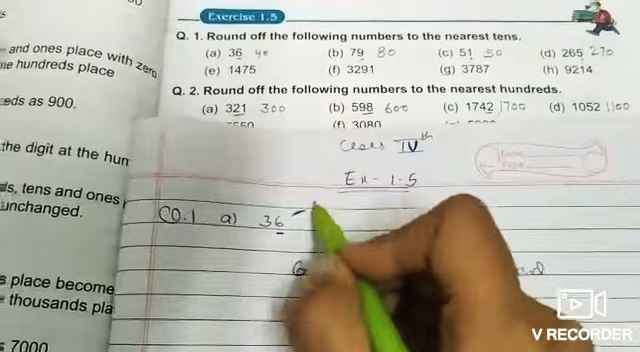 Exercise 1.5
Q. 1. Round off the following numbers to the nearest tens.
(a) 36 40 (b) 79 80 (c) 51 50 (d) 265 270
(e) 1475 (f) 3291 (g) 3787 (h) 9214
Q. 2. Round off the following numbers to the nearest hundreds.
(a) 321 300 (b) 598 600 (c) 1742 1700 (d) 1052 1100
(f) 3080
and ones place with zero
hundreds place
eds as 900.
the digit at the hun
ds, tens and ones
unchanged.
s place become
thousands pla
7000
Class IVth
Ex - 1.5
Q.1 a) 36 -
V RECORDER